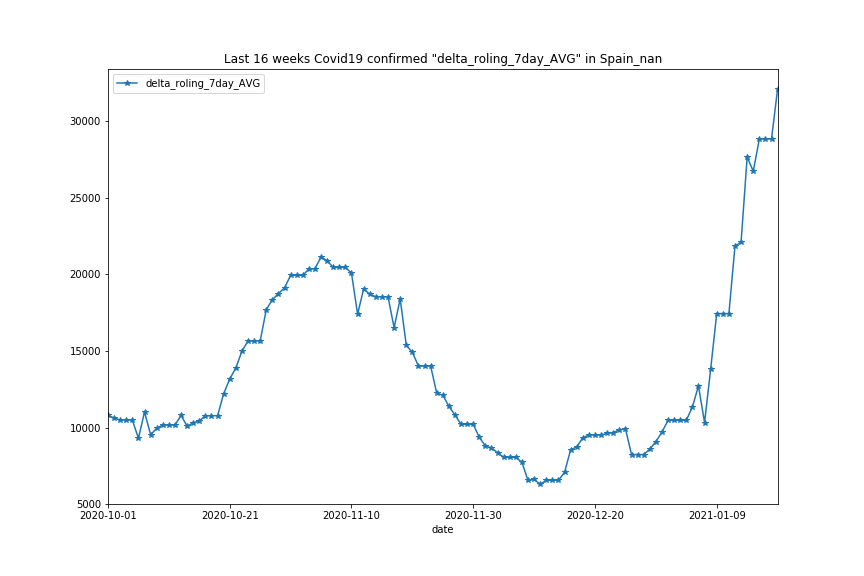 Last 16 weeks Covid19 confirmed "delta_roling_7day_AVG" in Spain_nan
delta_roling_7day_AVG
30000
25000
20000
15000
10000
5000
2020-10-01 2020-10-21 2020-11-10 2020-11-30 2020-12-20 2021-01-09
date